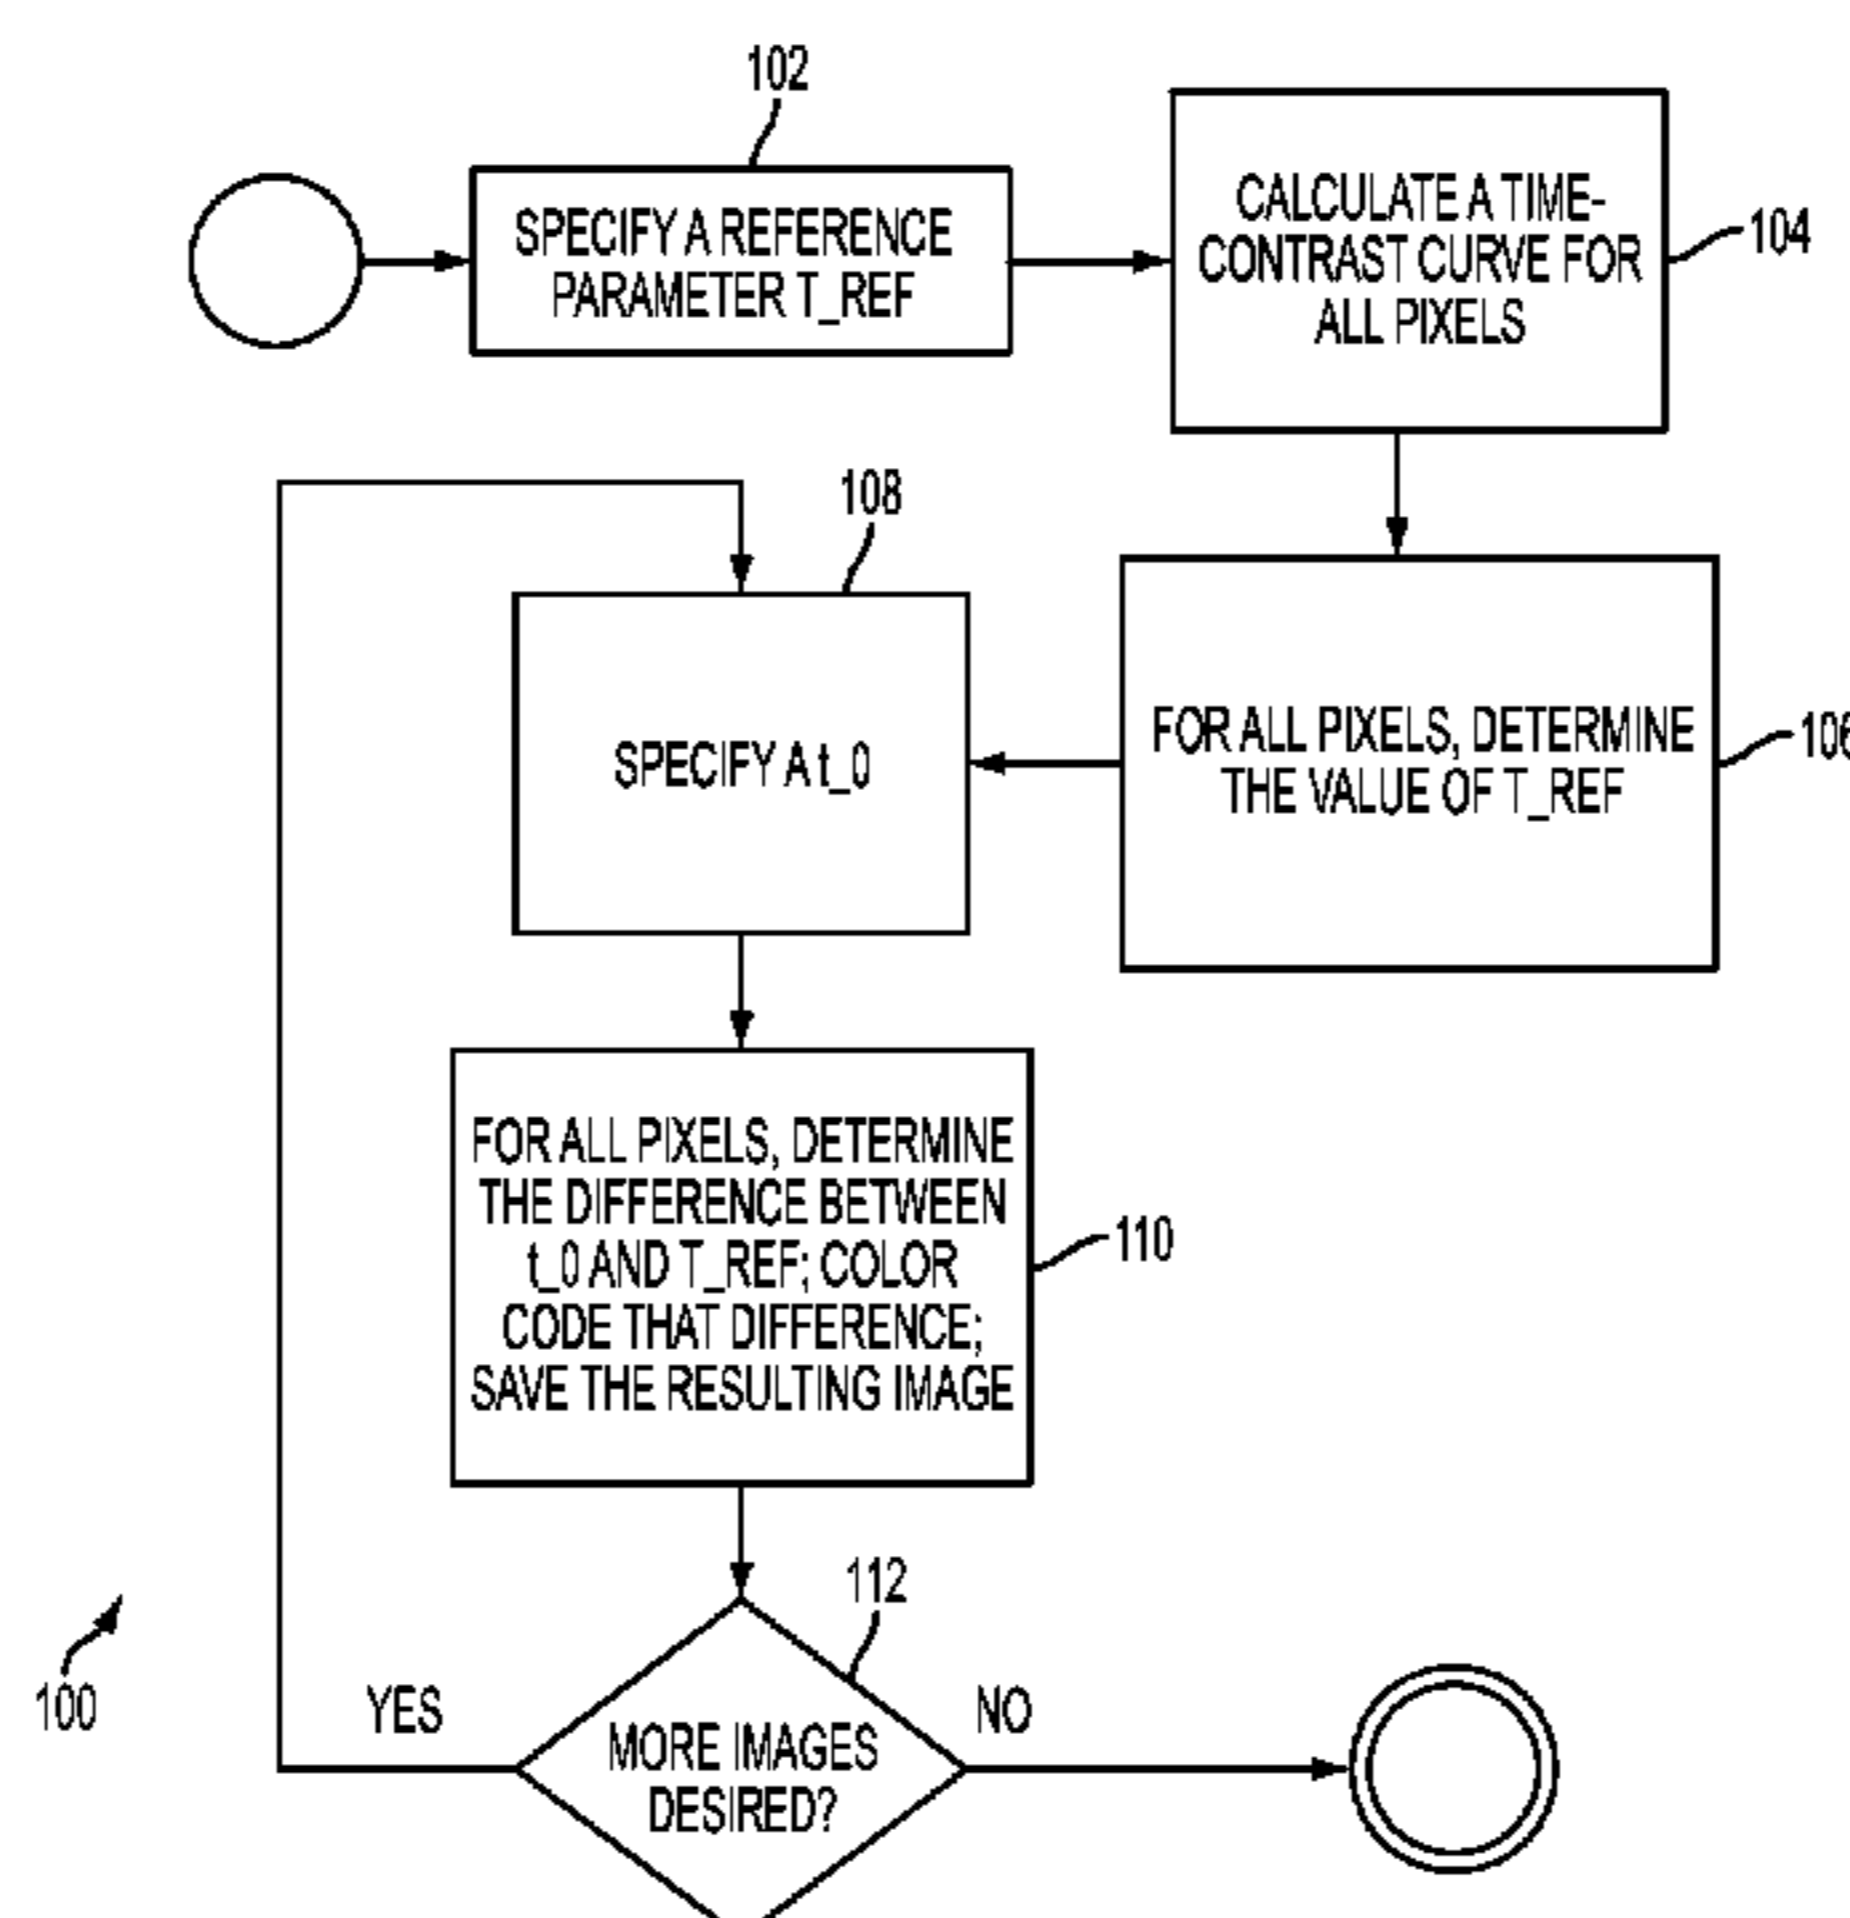 102
SPECIFY A REFERENCE
PARAMETER T_REF
CALCULATE A TIME-
CONTRAST CURVE FOR
ALL PIXELS
104
108
SPECIFY A t_0
FOR ALL PIXELS, DETERMINE
THE VALUE OF T_REF
106
FOR ALL PIXELS, DETERMINE
THE DIFFERENCE BETWEEN
t_0 AND T_REF; COLOR
CODE THAT DIFFERENCE;
SAVE THE RESULTING IMAGE
110
112
100
YES
MORE IMAGES
DESIRED?
NO